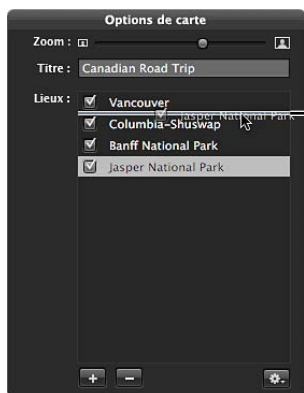 Options de carte
Zoom :
Titre : Canadian Road Trip
Lieux : Vancouver
Jasper National Park
Columbia-Shuswap
Banff National Park
Jasper National Park